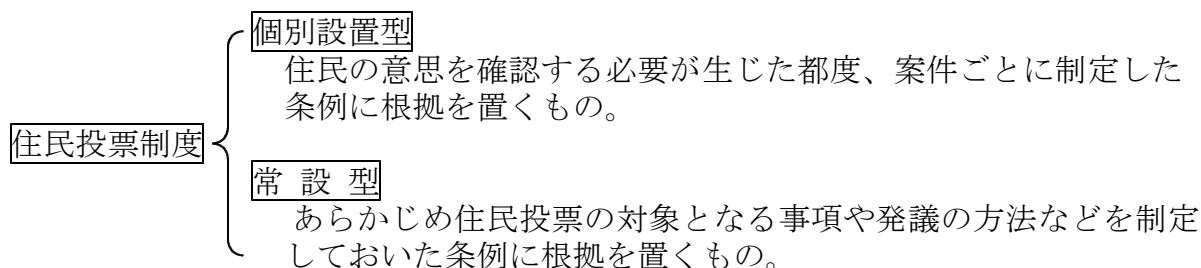 個別設置型
住民の意思を確認する必要が生じた都度、案件ごとに制定した
条例に根拠を置くもの。
住民投票制度
常 設 型
あらかじめ住民投票の対象となる事項や発議の方法などを制定
しておいた条例に根拠を置くもの。